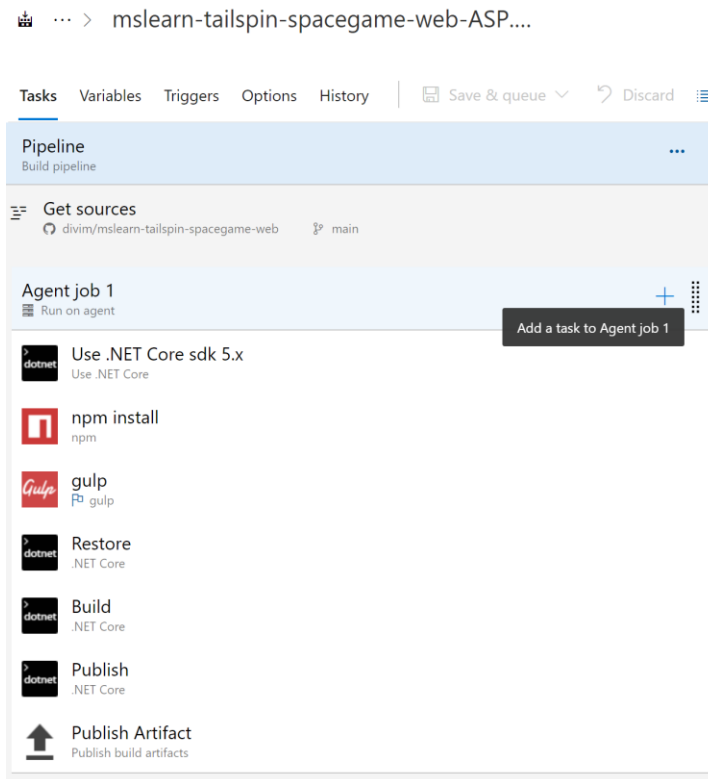 ... > mslearn-tailspin-spacegame-web-ASP....
Tasks Variables Triggers Options History Save & queue Discard
Pipeline ...
Build pipeline
Get sources
divim/mslearn-tailspin-spacegame-web main
Agent job 1 +
Run on agent
Add a task to Agent job 1
>
dotnet
Use .NET Core sdk 5.x
Use .NET Core
npm install
npm
Gulp
gulp
gulp
>
dotnet
Restore
.NET Core
>
dotnet
Build
.NET Core
>
dotnet
Publish
.NET Core
Publish Artifact
Publish build artifacts